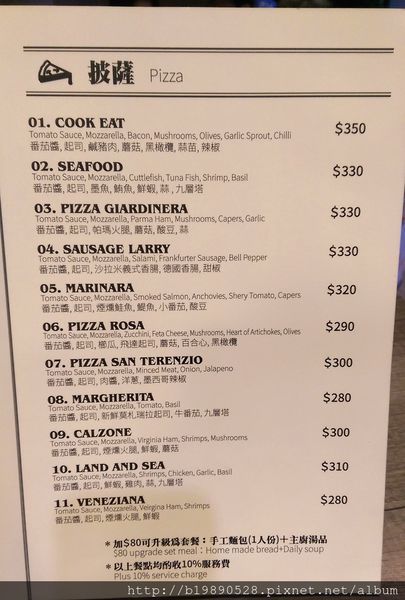 披薩 Pizza
01. COOK EAT $350
Tomato Sauce, Mozzarella, Bacon, Mushrooms, Olives, Garlic Sprout, Chilli
番茄醬, 起司, 鹹豬肉, 蘑菇, 黑橄欖, 蒜苗, 辣椒
02. SEAFOOD $330
Tomato Sauce, Mozzarella, Cuttlefish, Tuna Fish, Shrimp, Basil
番茄醬, 起司, 墨魚, 鮪魚, 鮮蝦, 蒜, 九層塔
03. PIZZA GIARDINERA $330
Tomato Sauce, Mozzarella, Parma Ham, Mushrooms, Capers, Garlic
番茄醬, 起司, 帕瑪火腿, 蘑菇, 酸豆, 蒜
04. SAUSAGE LARRY $330
Tomato Sauce, Mozzarella, Salami, Frankfurter Sausage, Bell Pepper
番茄醬, 起司, 沙拉米義式香腸, 德國香腸, 甜椒
05. MARINARA $320
Tomato Sauce, Mozzarella, Smoked Salmon, Anchovies, Shery Tomato, Capers
番茄醬, 起司, 煙燻鮭魚, 鯷魚, 小番茄, 酸豆
06. PIZZA ROSA $290
Tomato Sauce, Mozzarella, Zucchini, Feta Cheese, Mushrooms, Heart of Artichokes, Olives
番茄醬, 起司, 櫛瓜, 飛達起司, 蘑菇, 百合心, 黑橄欖
07. PIZZA SAN TERENZIO $300
Tomato Sauce, Mozzarella, Minced Meat, Onion, Jalapeno
番茄醬, 起司, 肉醬, 洋蔥, 墨西哥辣椒
08. MARGHERITA $280
Tomato Sauce, Mozzarella, Tomato, Basil
番茄醬, 起司, 新鮮莫札瑞拉起司, 牛番茄, 九層塔
09. CALZONE $300
Tomato Sauce, Mozzarella, Virginia Ham, Shrimps, Mushrooms
番茄醬, 起司, 煙燻火腿, 鮮蝦, 蘑菇
10. LAND AND SEA $310
Tomato Sauce, Mozzarella, Shrimps, Chicken, Garlic, Basil
番茄醬, 起司, 鮮蝦, 雞肉, 蒜, 九層塔
11. VENEZIANA $280
Tomato Sauce, Mozzarella, Veirgina Ham, Shrimps
番茄醬, 起司, 煙燻火腿, 鮮蝦
* 加$80可升級為套餐：手工麵包(1人份)＋主廚湯品
$80 upgrade set meal：Home made bread+Daily soup
* 以上餐點均酌收10%服務費
Plus 10% service charge
http://b19890528.pixnet.net/album